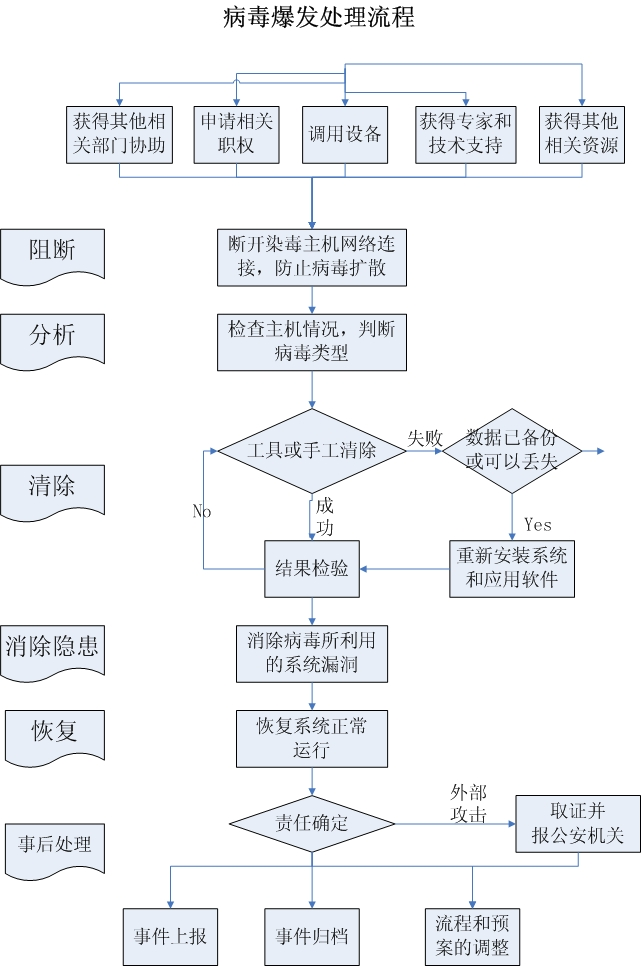 病毒爆发处理流程
获得其他相
关部门协助
申请相关
职权
调用设备
获得专家和
技术支持
获得其他
相关资源
阻断
断开染毒主机网络连
接，防止病毒扩散
分析
检查主机情况，判断
病毒类型
清除
工具或手工清除
失败
数据已备份
或可以丢失
No
成
功
Yes
结果检验
重新安装系统
和应用软件
消除隐患
消除病毒所利用
的系统漏洞
恢复
恢复系统正常
运行
事后处理
责任确定
外部
攻击
取证并
报公安机关
事件上报
事件归档
流程和预
案的调整